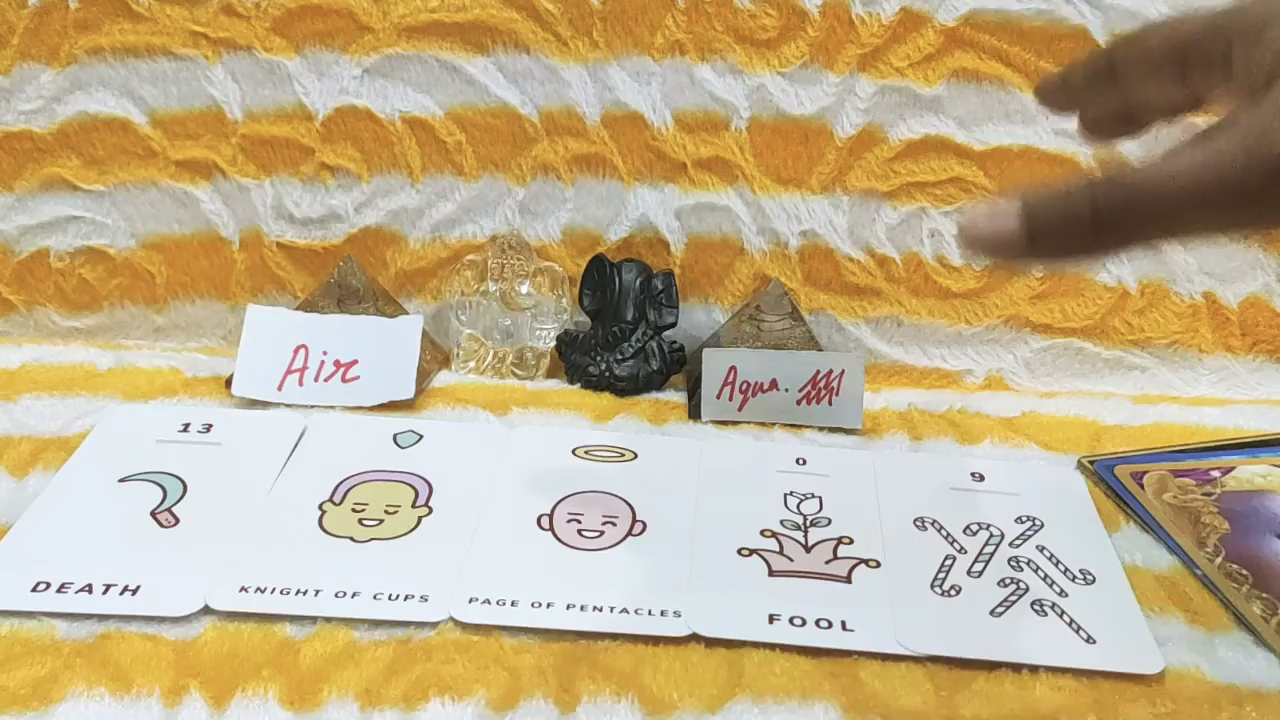 Air
Aqua. ♒
13
DEATH
KNIGHT OF CUPS
PAGE OF PENTACLES
0
FOOL
9